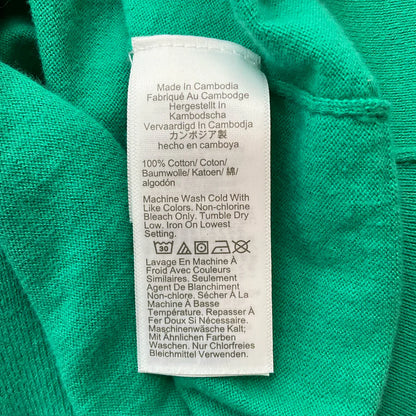 Made in Cambodia
Fabriqué Au Cambodge
Hergestellt In
Kambodscha
Vervaardigd In Cambodja
カンボジア製
hecho en camboya
100% Cotton/ Coton/
Baumwolle/ Katoen/ 綿/
algodón
Machine Wash Cold With
Like Colors. Non-chlorine
Bleach Only. Tumble Dry
Low. Iron On Lowest
Setting.
30
Lavage En Machine À
Froid Avec Couleurs
Similaires. Seulement
Agent De Blanchiment
Non-chlore. Sécher À La
Machine À Basse
Température. Repasser À
Fer Doux Si Nécessaire.
Maschinenwäsche Kalt;
Mit Ähnlichen Farben
Waschen. Nur Chlorfreies
Bleichmittel Verwenden.